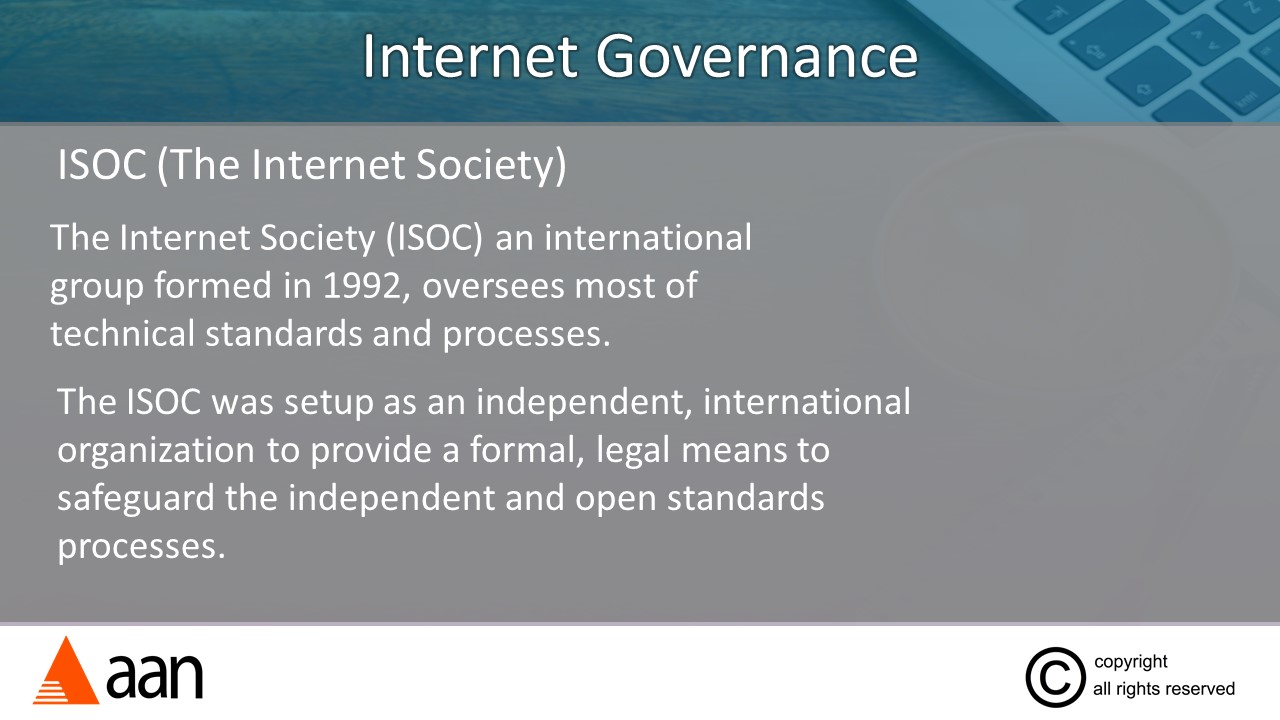 Internet Governance
ISOC (The Internet Society)
The Internet Society (ISOC) an international
group formed in 1992, oversees most of
technical standards and processes.
The ISOC was setup as an independent, international
organization to provide a formal, legal means to
safeguard the independent and open standards
processes.
aan
© copyright
all rights reserved